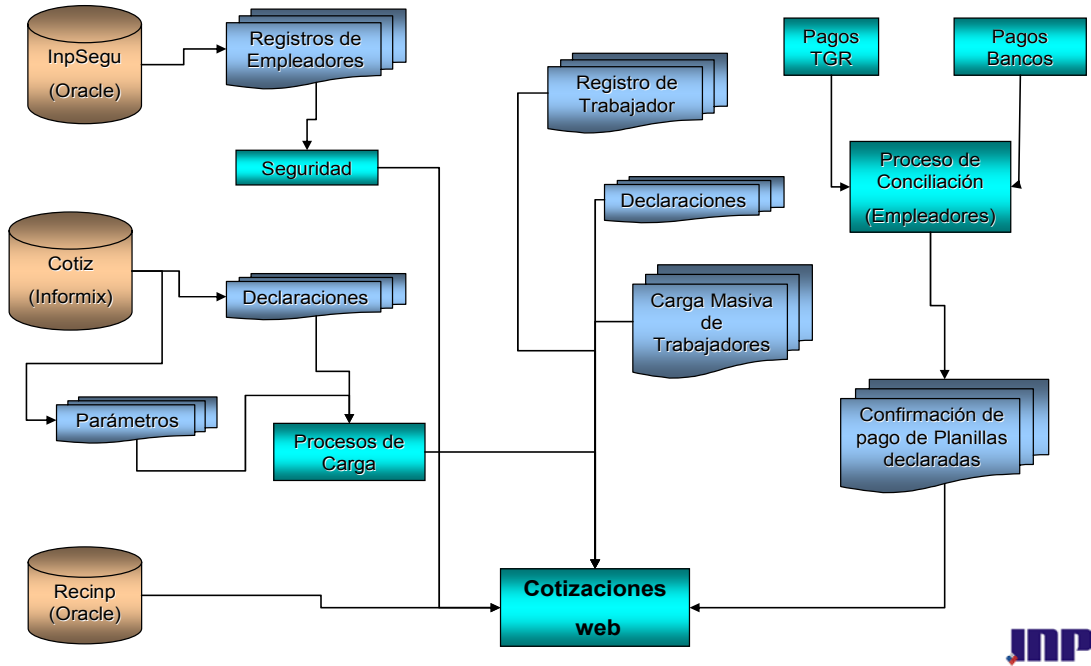 InpSegu
(Oracle)
Registros de
Empleadores
Seguridad
Registro de
Trabajador
Pagos
TGR
Pagos
Bancos
Proceso de
Conciliación
(Empleadores)
Declaraciones
Cotiz
(Informix)
Declaraciones
Carga Masiva
de
Trabajadores
Parámetros
Procesos de
Carga
Confirmación de
pago de Planillas
declaradas
Recinp
(Oracle)
Cotizaciones
web
INP